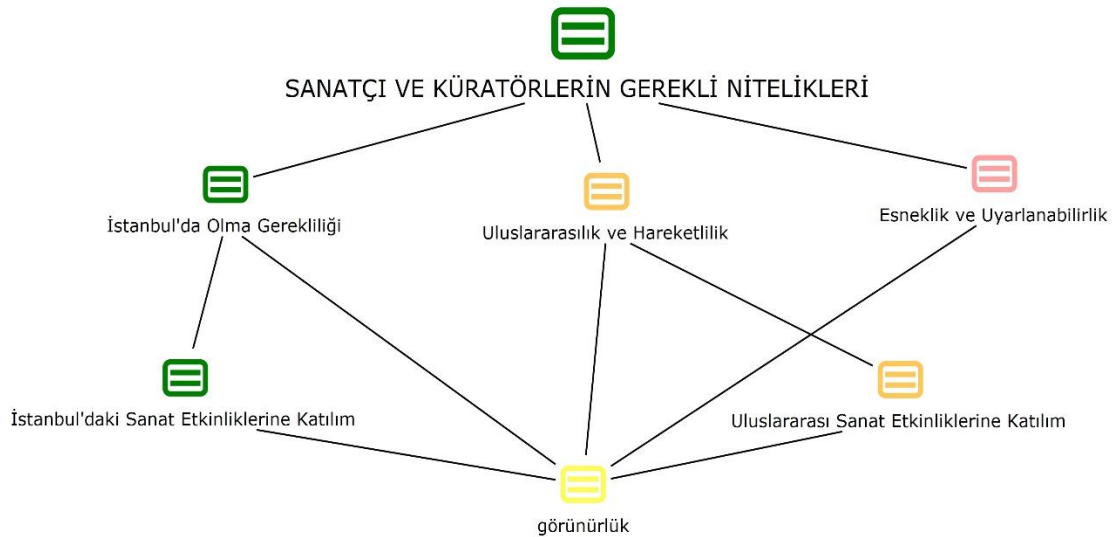 SANATÇI VE KÜRATÖRLERİN GEREKLİ NİTELİKLERİ
İstanbul'da Olma Gerekliliği
Uluslararasılık ve Hareketlilik
Esneklik ve Uyarlanabilirlik
İstanbul'daki Sanat Etkinliklerine Katılım
Uluslararası Sanat Etkinliklerine Katılım
görünürlük